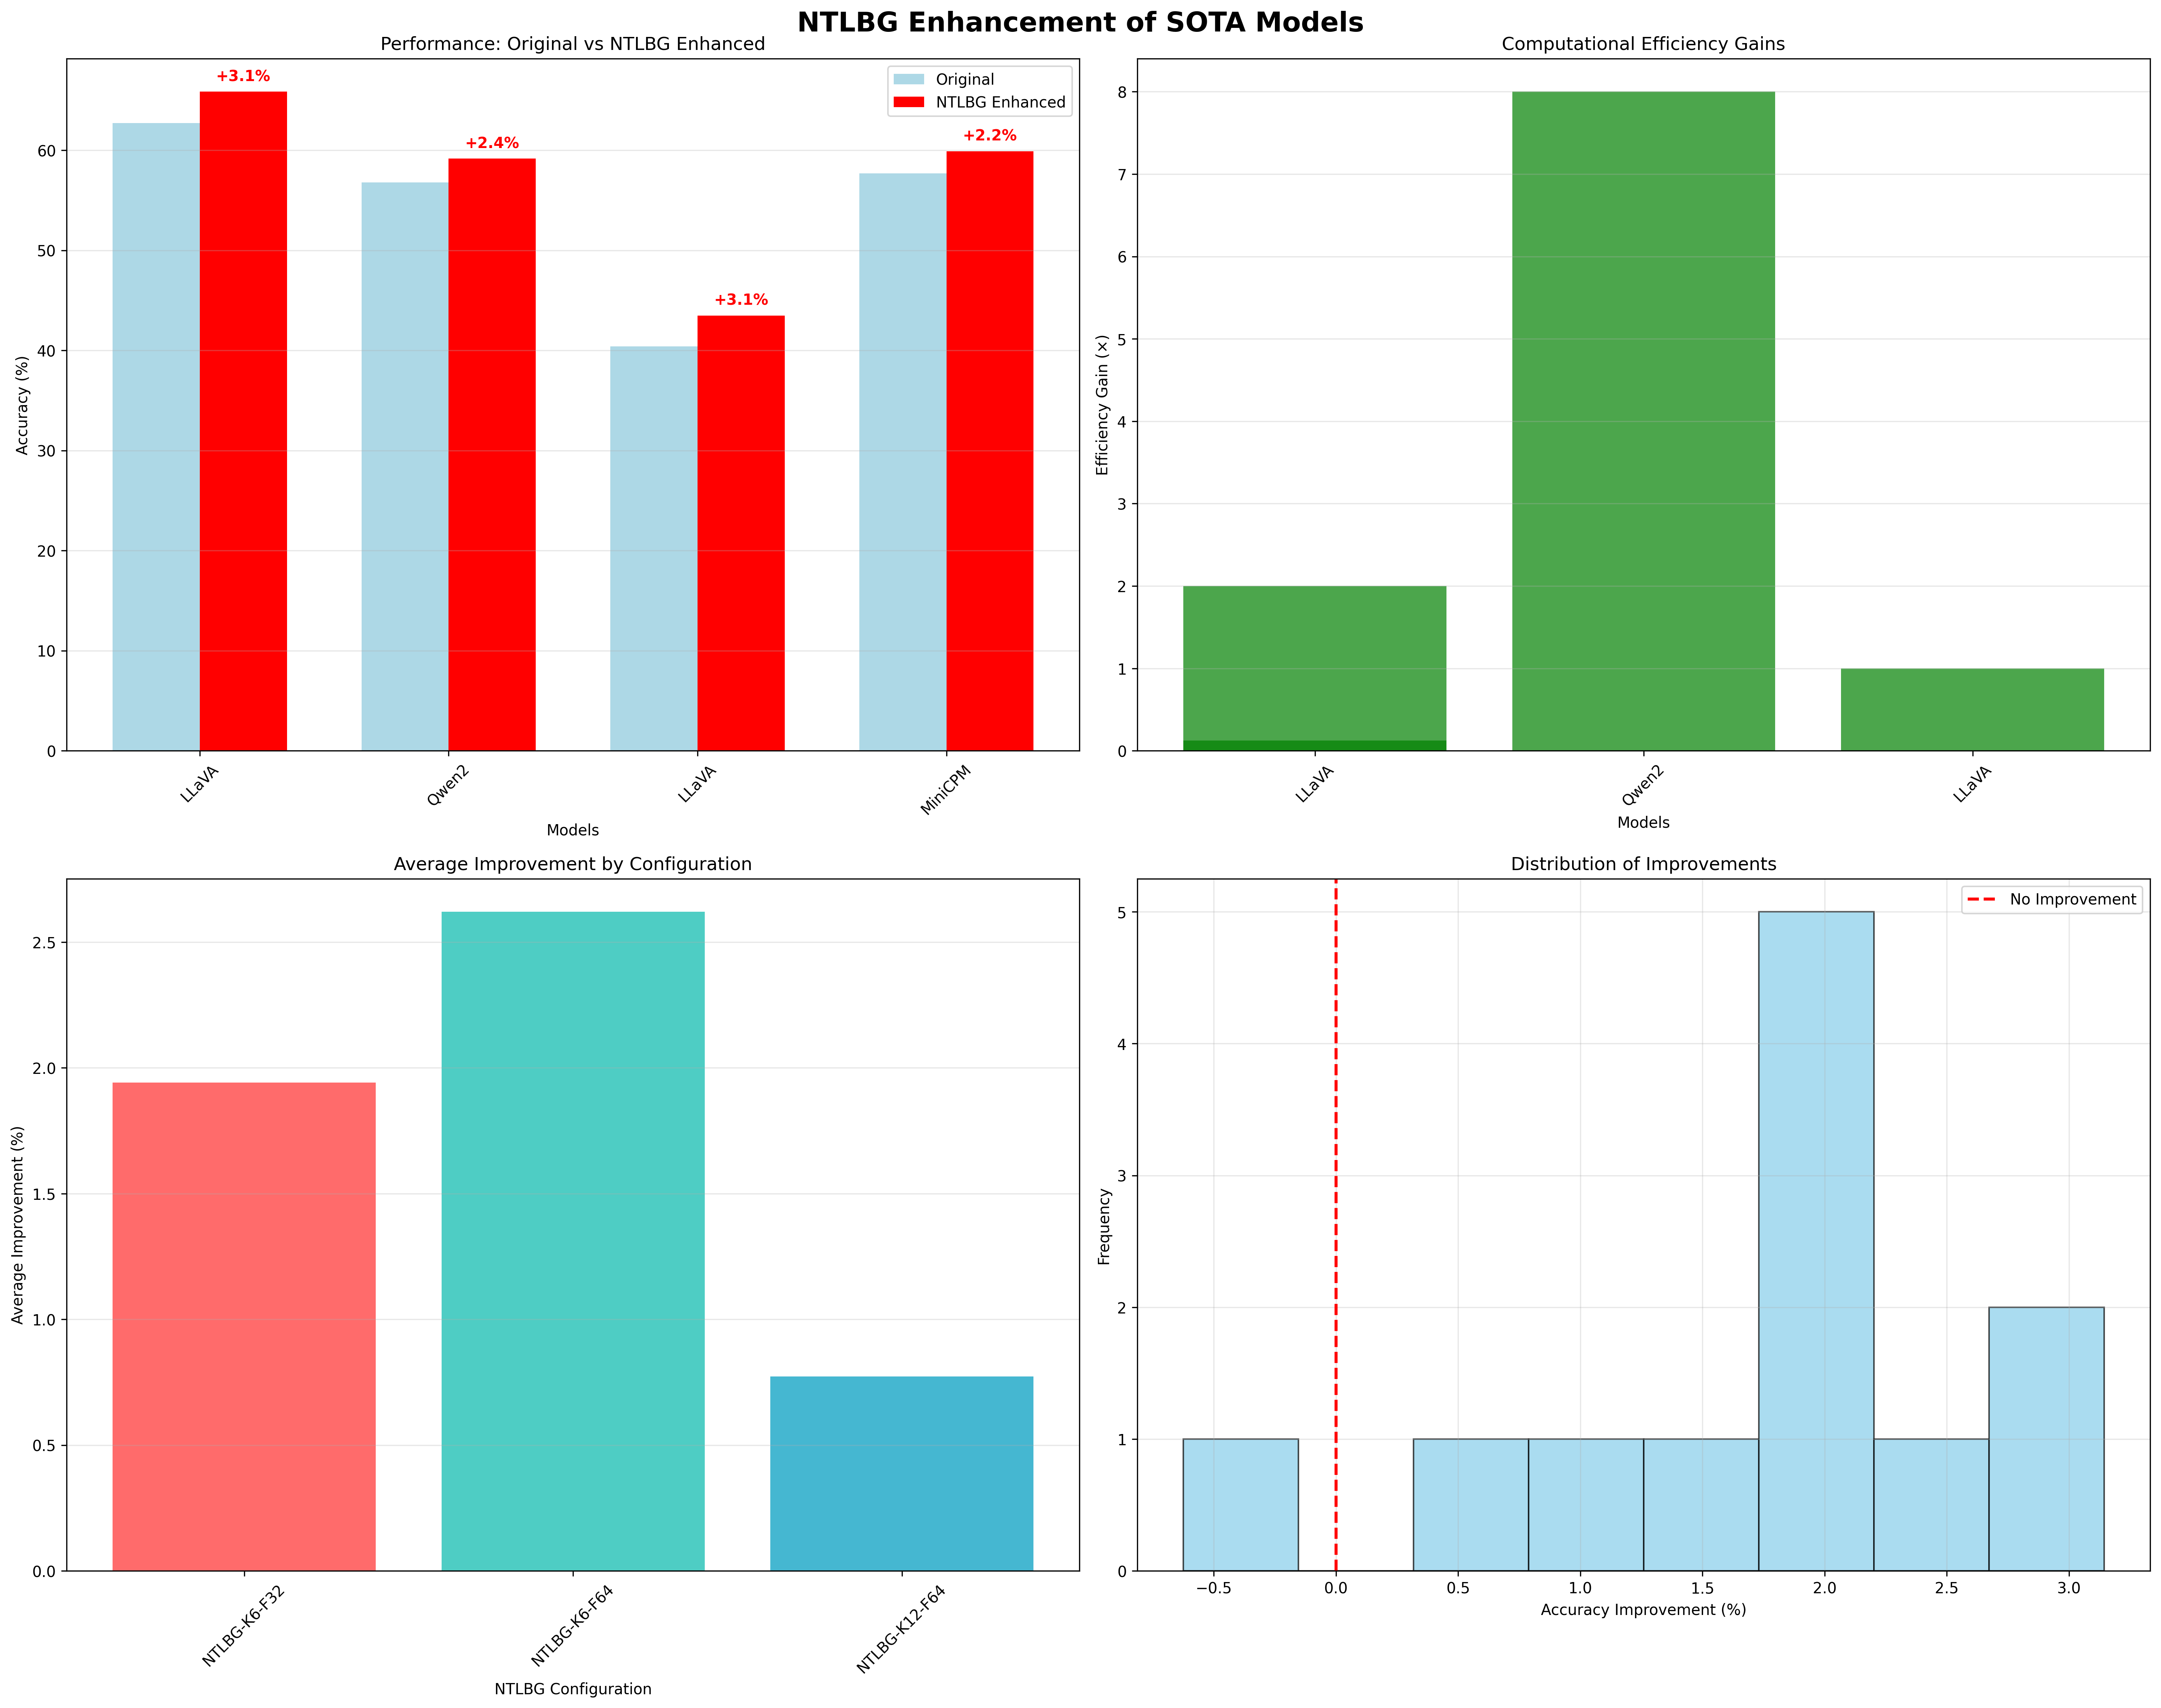 NTLBG Enhancement of SOTA Models
Performance: Original vs NTLBG Enhanced
Original
NTLBG Enhanced
+3.1%
+2.4%
+3.1%
+2.2%
Accuracy (%)
60
50
40
30
20
10
0
LLaVA
Qwen2
LLaVA
MiniCPM
Models
Computational Efficiency Gains
Efficiency Gain (×)
8
7
6
5
4
3
2
1
0
LLaVA
Qwen2
LLaVA
Models
Average Improvement by Configuration
Average Improvement (%)
2.5
2.0
1.5
1.0
0.5
0.0
NTLBG-K6-F32
NTLBG-K6-F64
NTLBG-K12-F64
NTLBG Configuration
Distribution of Improvements
No Improvement
Frequency
5
4
3
2
1
0
−0.5
0.0
0.5
1.0
1.5
2.0
2.5
3.0
Accuracy Improvement (%)